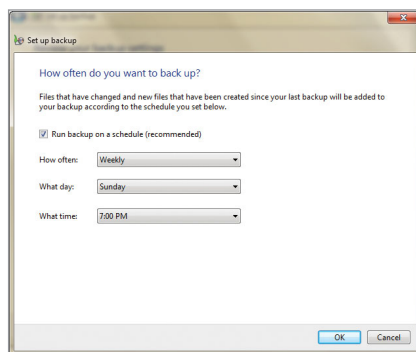 Set up backup
How often do you want to back up?
Files that have changed and new files that have been created since your last backup will be added to
your backup according to the schedule you set below.
Run backup on a schedule (recommended)
How often: Weekly
What day: Sunday
What time: 7:00 PM
OK Cancel